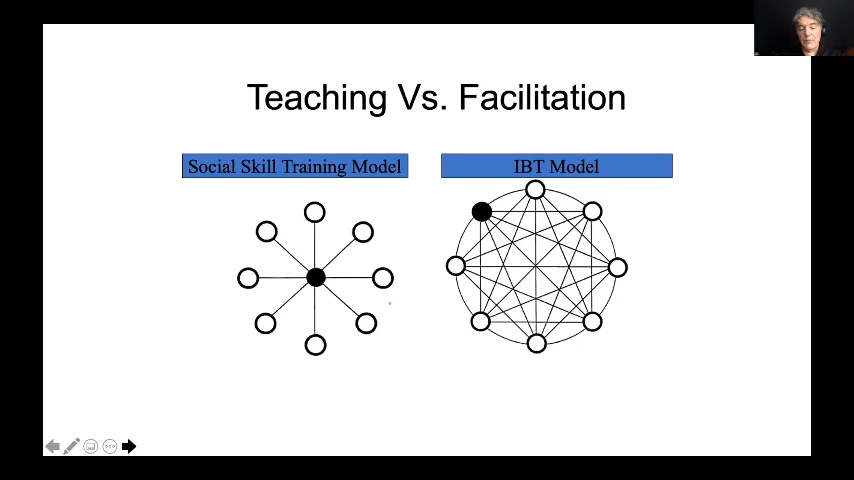 Teaching Vs. Facilitation
Social Skill Training Model
IBT Model